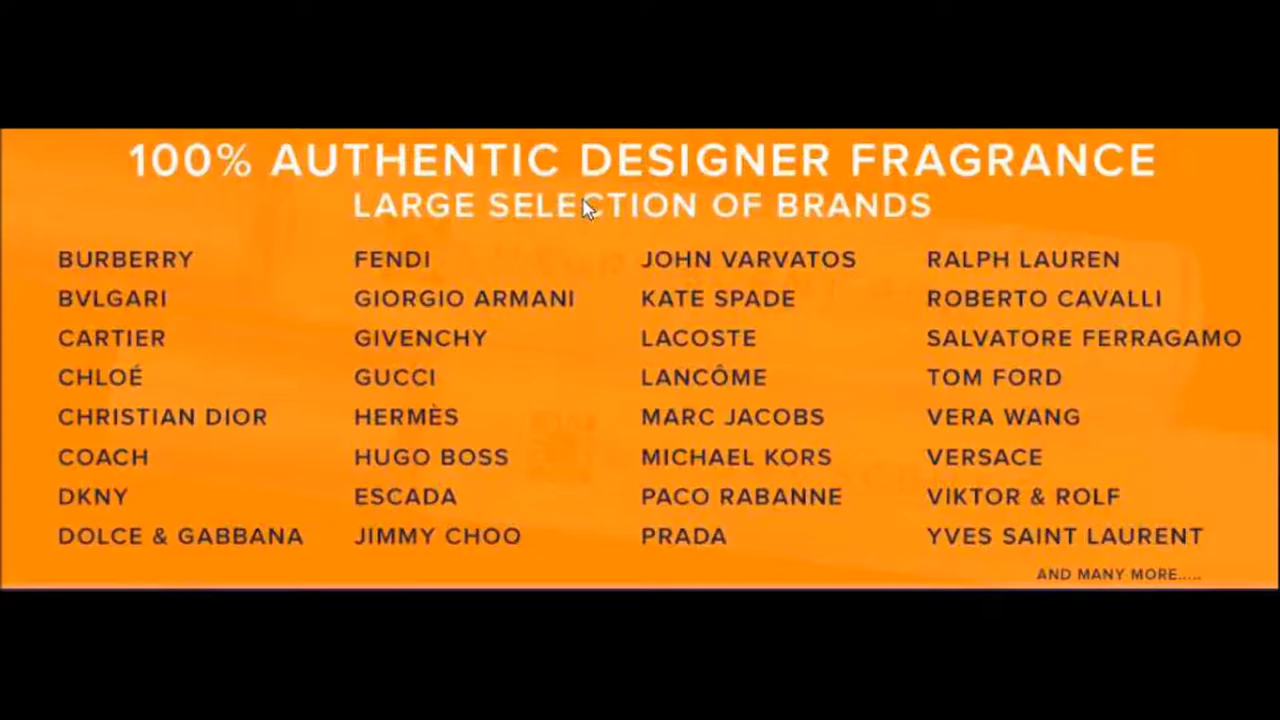 100% AUTHENTIC DESIGNER FRAGRANCE
LARGE SELECTION OF BRANDS
BURBERRY
BVLGARI
CARTIER
CHLOÉ
CHRISTIAN DIOR
COACH
DKNY
DOLCE & GABBANA
FENDI
GIORGIO ARMANI
GIVENCHY
GUCCI
HERMÈS
HUGO BOSS
ESCADA
JIMMY CHOO
JOHN VARVATOS
KATE SPADE
LACOSTE
LANCÔME
MARC JACOBS
MICHAEL KORS
PACO RABANNE
PRADA
RALPH LAUREN
ROBERTO CAVALLI
SALVATORE FERRAGAMO
TOM FORD
VERA WANG
VERSACE
VIKTOR & ROLF
YVES SAINT LAURENT
AND MANY MORE.....